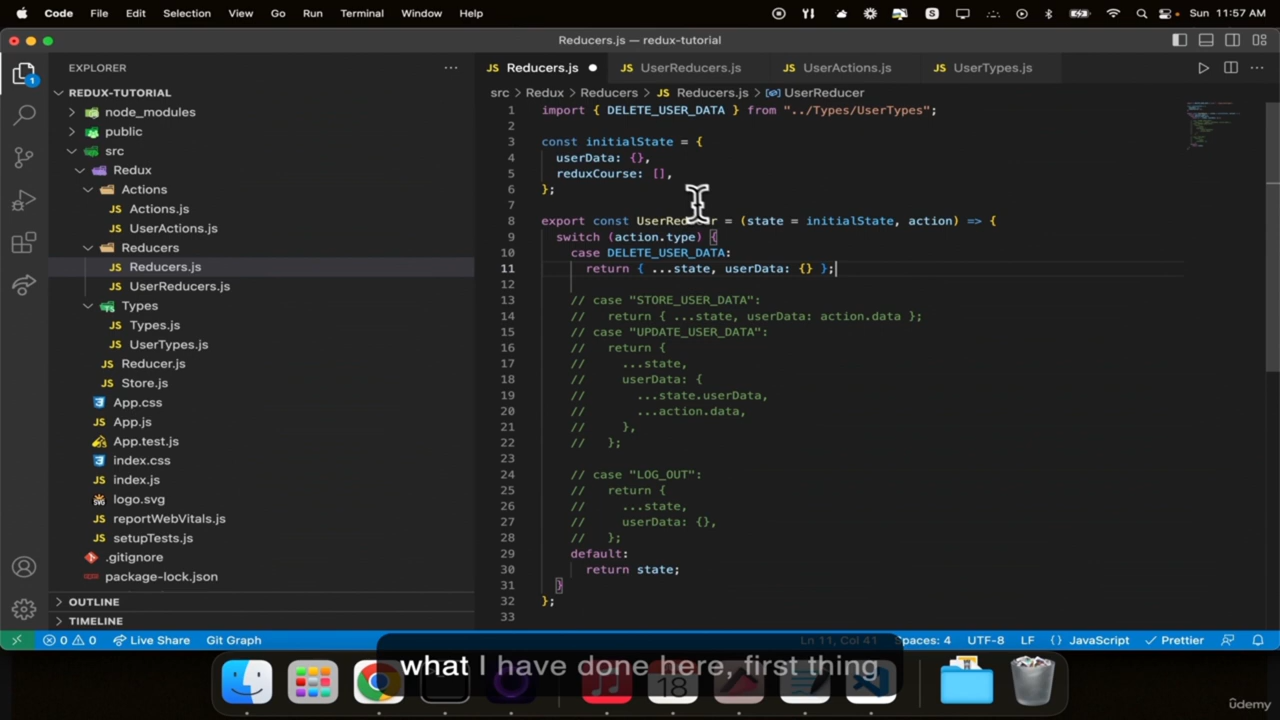 Code File Edit Selection View Go Run Terminal Window Help Sun 11:57 AM
Reducers.js — redux-tutorial
EXPLORER
Reducers.js UserReducers.js UserActions.js UserTypes.js
src > Redux > Reducers > JS Reducers.js > UserReducer
REDUX-TUTORIAL
node_modules
public
src
Redux
Actions
JS Actions.js
JS UserActions.js
Reducers
JS Reducers.js
JS UserReducers.js
Types
JS Types.js
JS UserTypes.js
JS Reducer.js
JS Store.js
App.css
JS App.js
App.test.js
index.css
JS index.js
logo.svg
JS reportWebVitals.js
JS setupTests.js
.gitignore
package-lock.json
OUTLINE
TIMELINE
1 import { DELETE_USER_DATA } from "../Types/UserTypes";
2
3 const initialState = {
4 userData: {},
5 reduxCourse: [],
6 };
7
8 export const UserReducer = (state = initialState, action) => {
9 switch (action.type) {
10 case DELETE_USER_DATA:
11 return { ...state, userData: {} };
12
13 // case "STORE_USER_DATA":
14 // return { ...state, userData: action.data };
15 // case "UPDATE_USER_DATA":
16 // return {
17 // ...state,
18 // userData: {
19 // ...state.userData,
20 // ...action.data,
21 // },
22 // };
23
24 // case "LOG_OUT":
25 // return {
26 // ...state,
27 // userData: {},
28 // };
29 default:
30 return state;
31 }
32 };
33
0 0 Live Share Git Graph Ln 11, Col 41 Spaces: 4 UTF-8 LF {} JavaScript Prettier
what I have done here, first thing
18
ûdemy